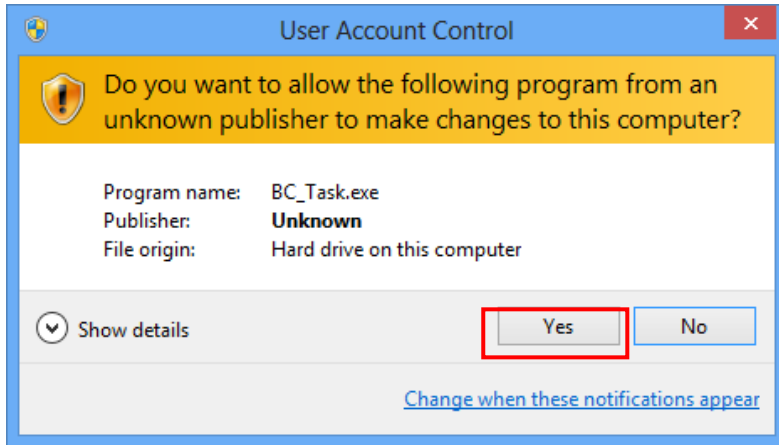 User Account Control
Do you want to allow the following program from an
unknown publisher to make changes to this computer?
Program name: BC_Task.exe
Publisher: Unknown
File origin: Hard drive on this computer
Show details Yes No
Change when these notifications appear